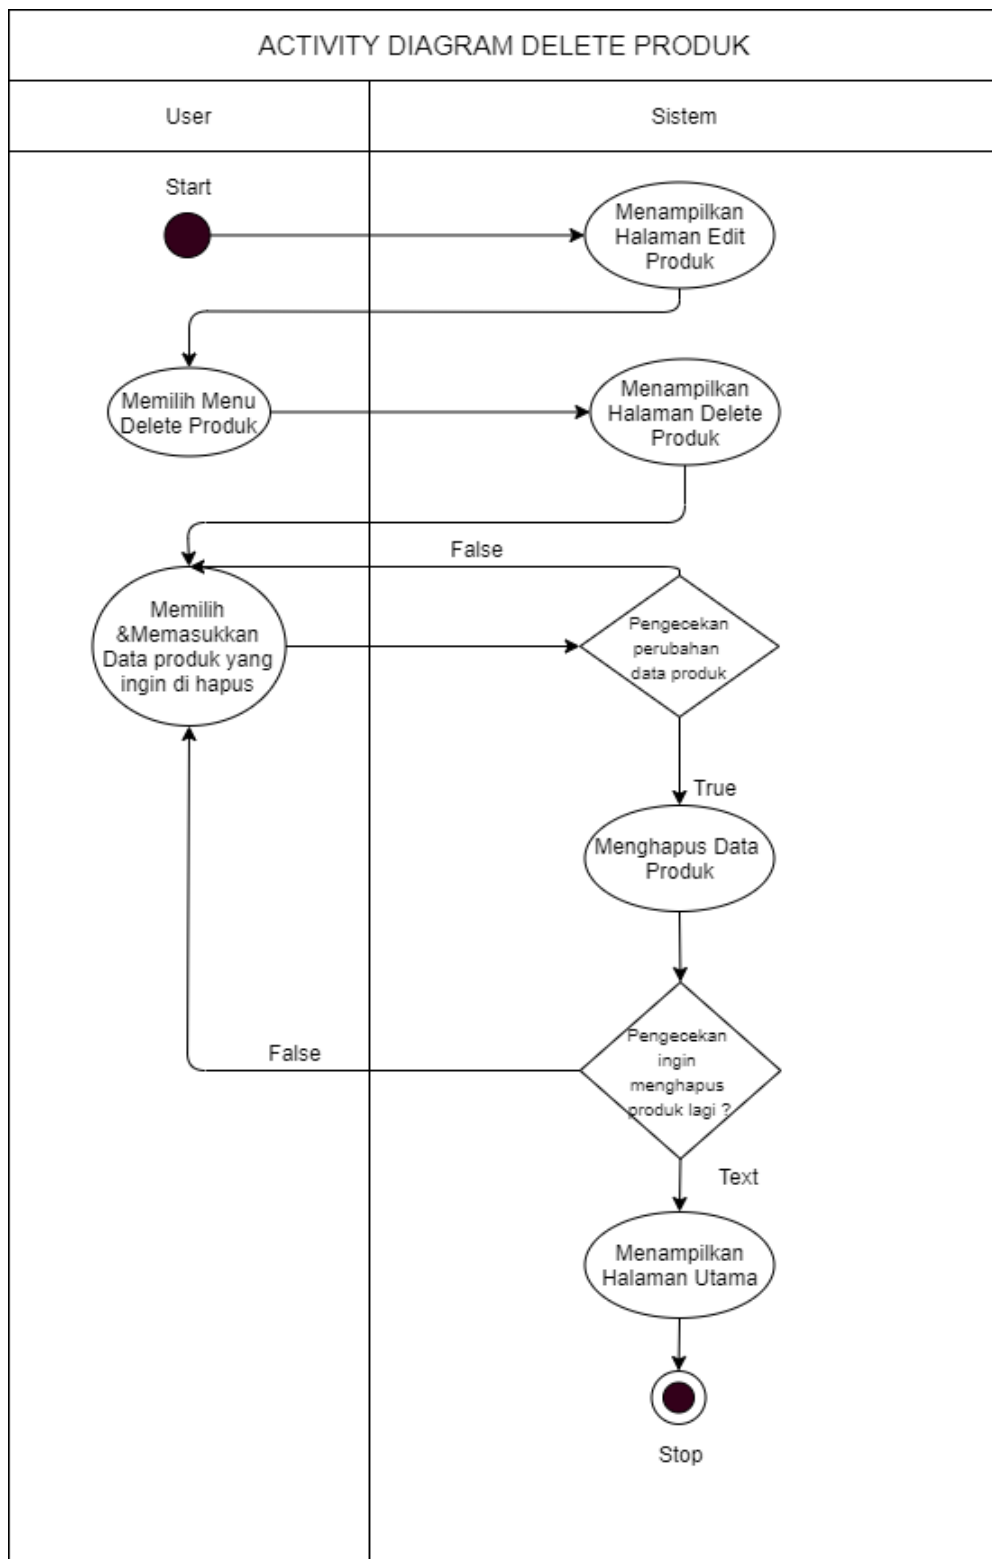 ACTIVITY DIAGRAM DELETE PRODUK
User
Sistem
Start
Menampilkan
Halaman Edit
Produk
Memilih Menu
Delete Produk
Menampilkan
Halaman Delete
Produk
False
Memilih
&Memasukkan
Data produk yang
ingin di hapus
Pengecekan
perubahan
data produk
True
Menghapus Data
Produk
False
Pengecekan
ingin
menghapus
produk lagi ?
Text
Menampilkan
Halaman Utama
Stop